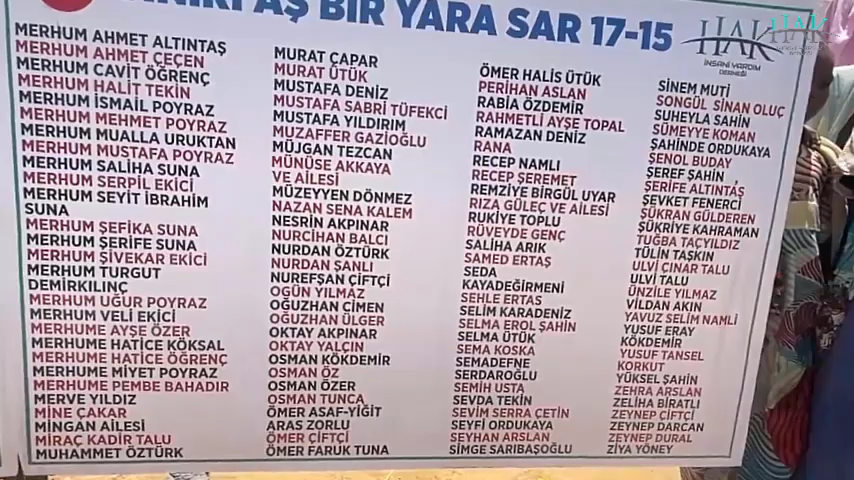 BİR YARA SAR 17-15
HAK
İNSANİ YARDIM
DERNEĞİ
HAK
MERHUM AHMET ALTINTAŞ
MERHUM AHMET ÇEÇEN
MERHUM CAVİT ÖĞRENÇ
MERHUM HALİT TEKİN
MERHUM İSMAİL POYRAZ
MERHUM MEHMET POYRAZ
MERHUM MUALLA URUKTAN
MERHUM MUSTAFA POYRAZ
MERHUM SALİHA SUNA
MERHUM SERPİL EKİCİ
MERHUM SEYİT İBRAHİM
SUNA
MERHUM ŞEFİKA SUNA
MERHUM ŞERİFE SUNA
MERHUM ŞİVEKAR EKİCİ
MERHUM TURGUT
DEMİRKILINÇ
MERHUM UĞUR POYRAZ
MERHUM VELİ EKİCİ
MERHUME AYŞE ÖZER
MERHUME HATİCE KÖKSAL
MERHUME HATİCE ÖĞRENÇ
MERHUME MİYET POYRAZ
MERHUME PEMBE BAHADIR
MERVE YILDIZ
MİNE ÇAKAR
MİNGAN AİLESİ
MİRAÇ KADİR TALU
MUHAMMET ÖZTÜRK
MURAT ÇAPAR
MURAT ÜTÜK
MUSTAFA DENİZ
MUSTAFA SABRİ TÜFEKCİ
MUSTAFA YILDIRIM
MUZAFFER GAZİOĞLU
MÜJGAN TEZCAN
MÜNÜSE AKKAYA
VE AİLESİ
MÜZEYYEN DÖNMEZ
NAZAN SENA KALEM
NESRİN AKPINAR
NURCİHAN BALCI
NURDAN ÖZTÜRK
NURDAN ŞANLI
NUREFŞAN ÇİFTÇİ
OGÜN YILMAZ
OĞUZHAN ÇİMEN
OĞUZHAN ÜLGER
OKTAY AKPINAR
OKTAY YALÇIN
OSMAN KÖKDEMİR
OSMAN ÖZ
OSMAN ÖZER
OSMAN TUNCA
ÖMER ASAF-YİĞİT
ARAS ZORLU
ÖMER ÇİFTÇİ
ÖMER FARUK TUNA
ÖMER HALİS ÜTÜK
PERİHAN ASLAN
RABİA ÖZDEMİR
RAHMETLİ AYŞE TOPAL
RAMAZAN DENİZ
RANA
RECEP NAMLI
RECEP SEREMET
REMZİYE BİRGÜL UYAR
RIZA GÜLEÇ VE AİLESİ
RUKİYE TOPLU
RÜVEYDE GENÇ
SALİHA ARIK
SAMED ERTAŞ
SEDA
KAYADEĞİRMENİ
SEHLE ERTAŞ
SELİM KARADENİZ
SELMA EROL ŞAHİN
SELMA ÜTÜK
SEMA KOSKA
SEMADEFNE
SERDAROĞLU
SEMİH USTA
SEVDA TEKİN
SEVİM SERRA ÇETİN
SEYFİ ARSLAN
SEYHAN ARSLAN
SİMGE SARIBAŞOĞLU
SİNEM MUTİ
SONGÜL SİNAN OLUÇ
SUHEYLA ŞAHİN
SÜMEYYE KOMAN
ŞAHİNDE ORDUKAYA
ŞENOL BUDAY
ŞEREF ŞAHİN
ŞERİFE ALTINTAŞ
ŞEVKET FENERCİ
ŞÜKRAN GÜLDEREN
ŞÜKRİYE KAHRAMAN
TUĞBA TAÇYILDIZ
TÜLİN TAŞKIN
ULVİ ÇINAR TALU
ULVİ TALU
ÜNZİLE YILMAZ
VİLDAN AKIN
YAVUZ SELİM NAMLI
YUSUF ERAY
KÖKDEMİR
YUSUF TANSEL
KORKUT
YÜKSEL ŞAHİN
ZEHRA ARSLAN
ZELİHA BİRATLI
ZEYNEP ÇİFTÇİ
ZEYNEP DARCAN
ZEYNEP DURAL
ZİYA YÖNEY